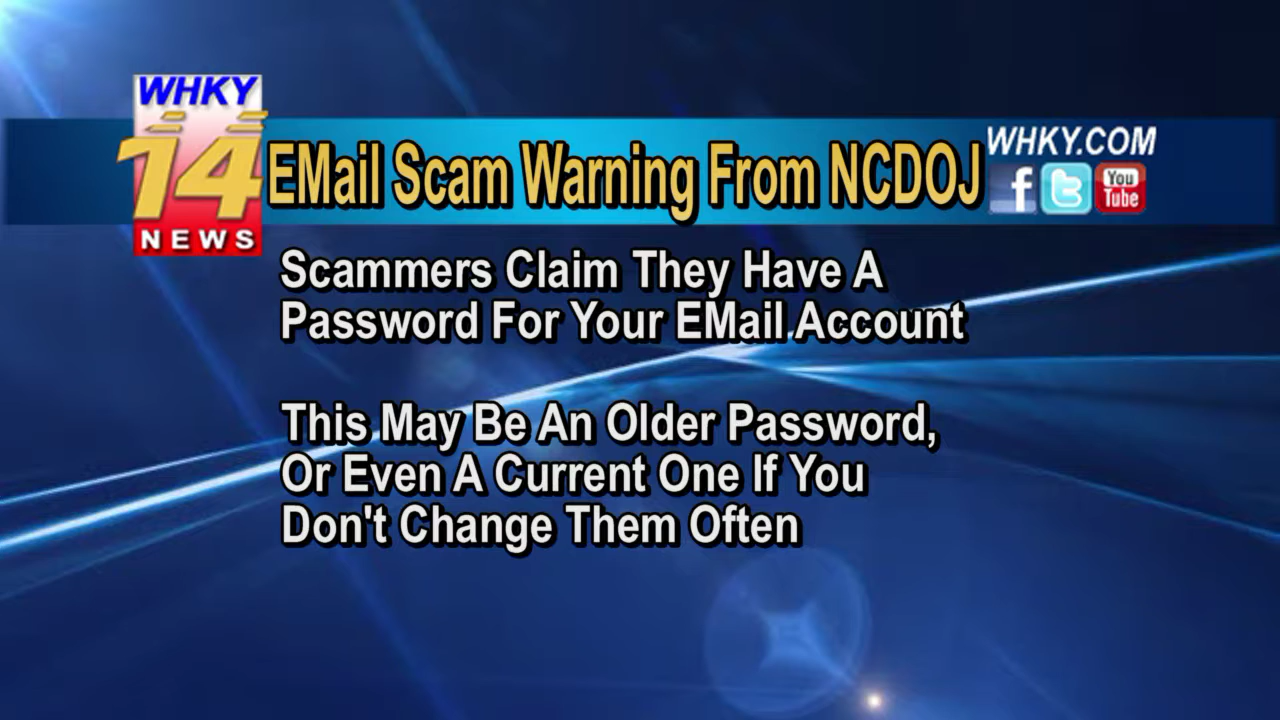 WHKY
14
NEWS
EMail Scam Warning From NCDOJ
WHKY.COM
f
t
You
Tube
Scammers Claim They Have A
Password For Your EMail Account
This May Be An Older Password,
Or Even A Current One If You
Don't Change Them Often